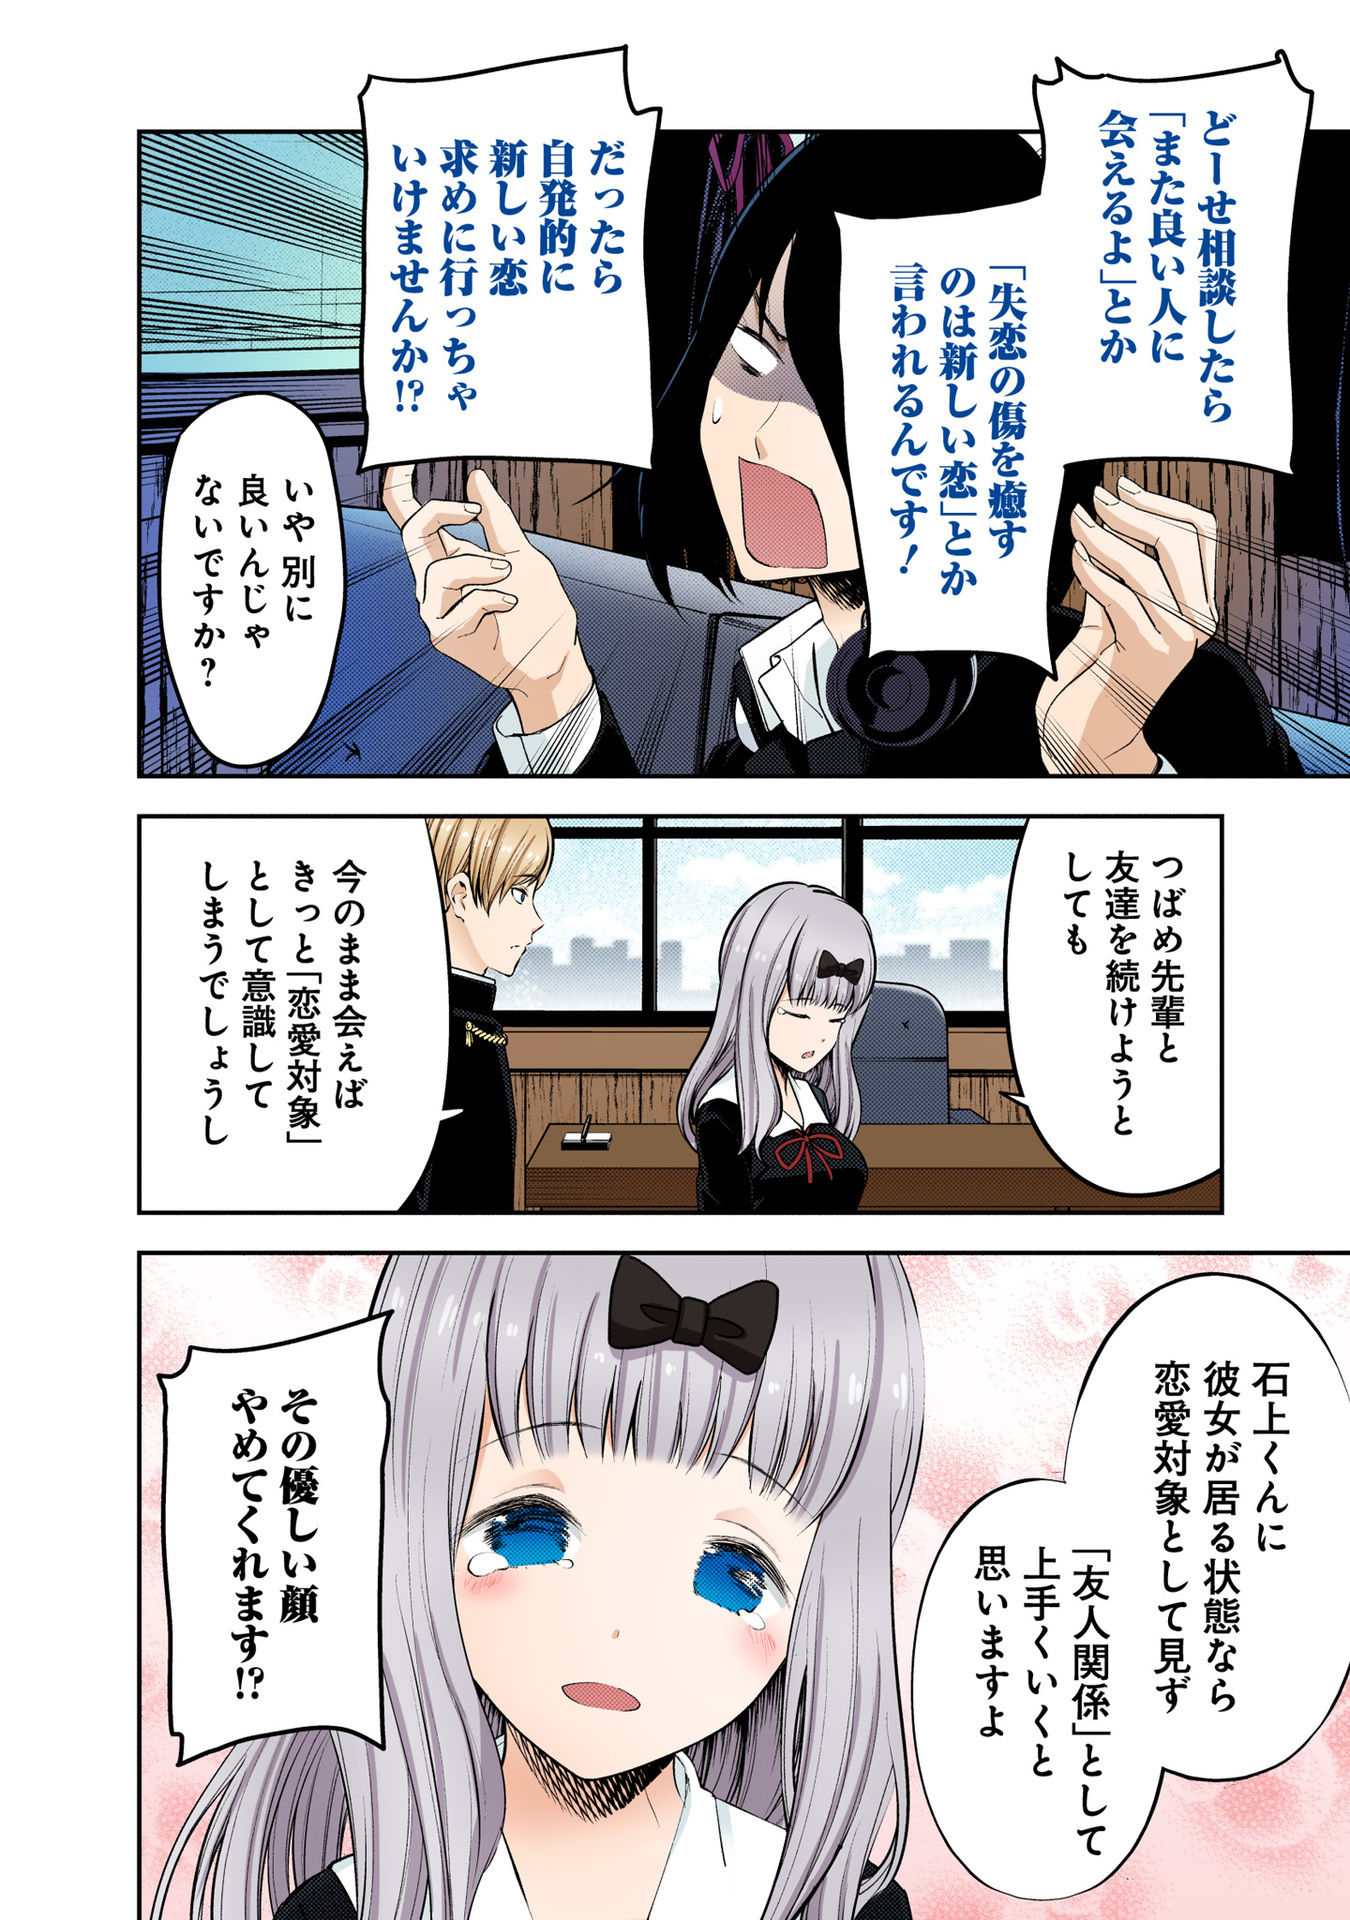 どーせ相談したら
「また良い人に
会えるよ」とか
「失恋の傷を癒す
のは新しい恋」とか
言われるんです!
だったら
自発的に
新しい恋
求めに行っちゃ
いけませんか!?
いや 別に
良いんじゃ
ないですか?
つばめ先輩と
友達を続けようと
しても
今のまま会えば
きっと「恋愛対象」
として意識して
しまうでしょうし
石上くんに
彼女が居る状態なら
恋愛対象として見ず
「友人関係」として
上手くいくと
思いますよ
その優しい顔
やめてくれます!?